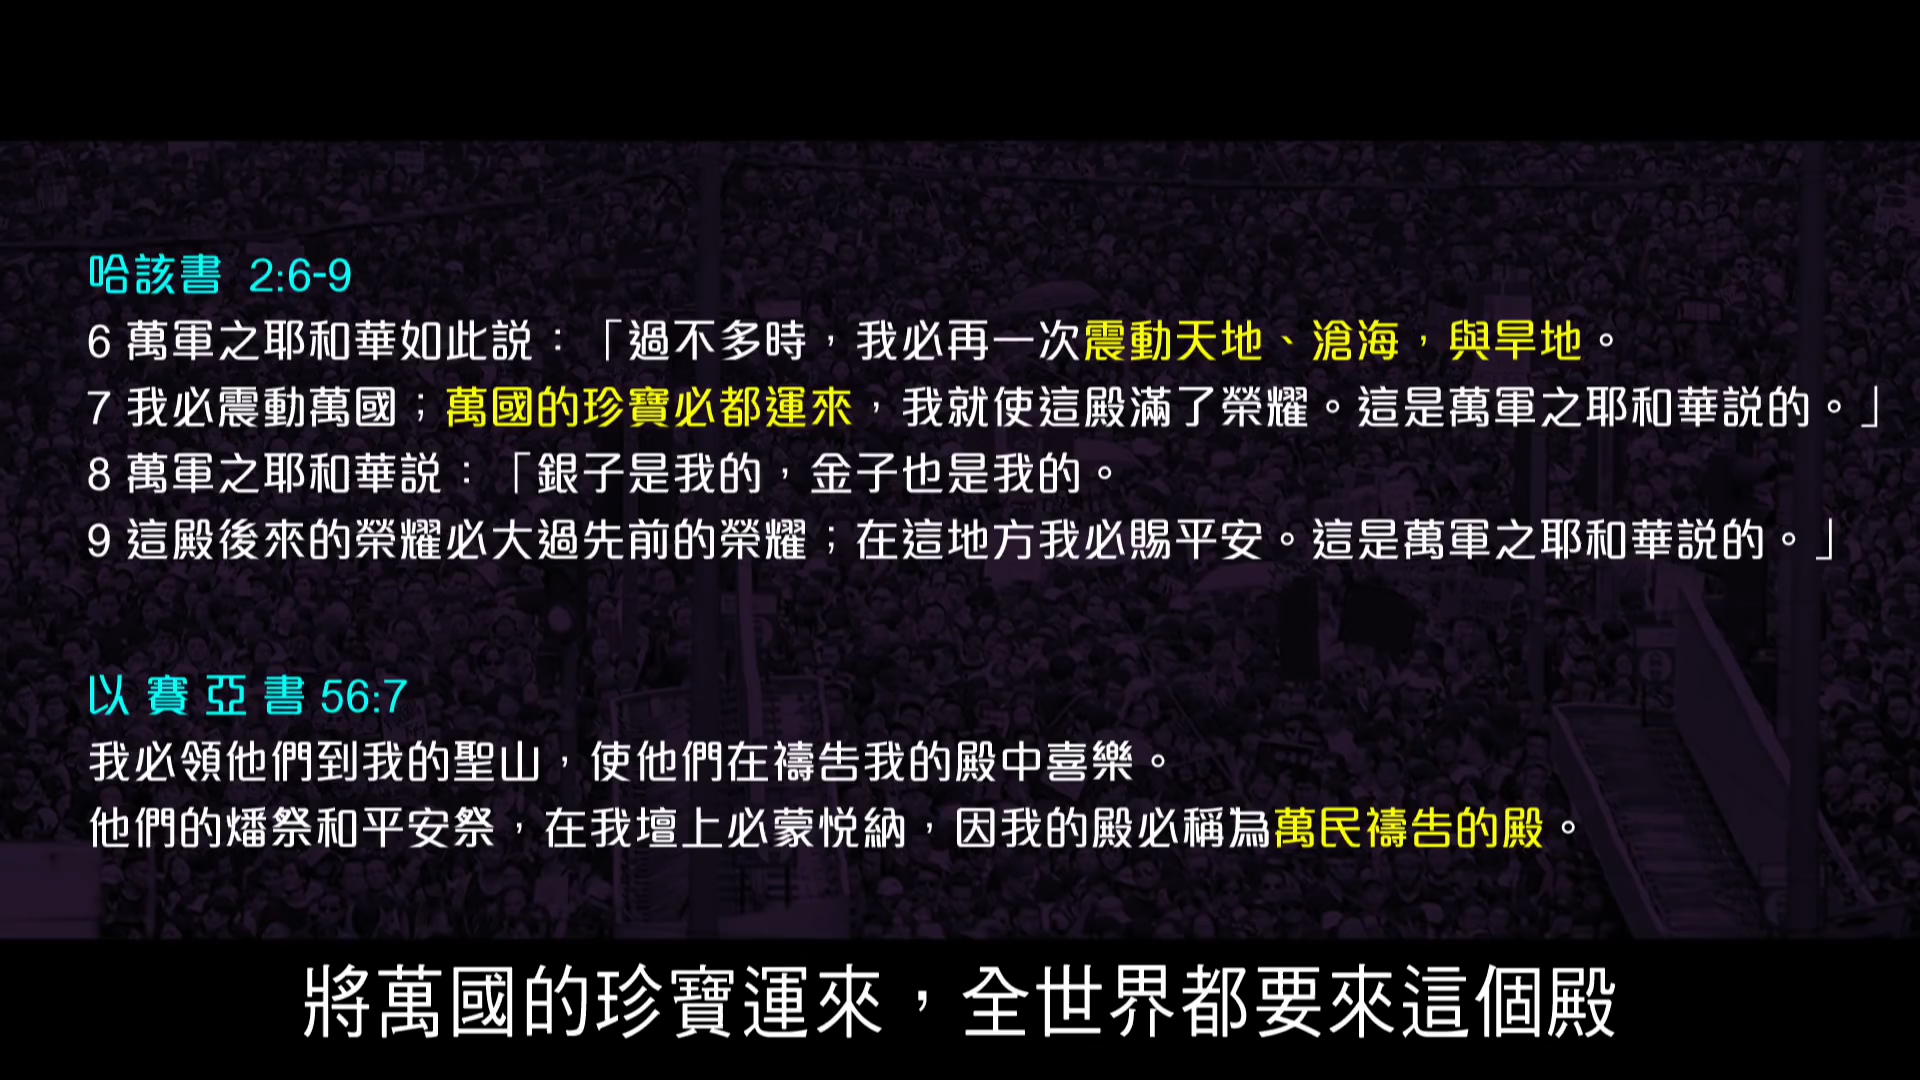 哈該書 2:6-9
6 萬軍之耶和華如此説：「過不多時，我必再一次震動天地、滄海，與旱地。
7 我必震動萬國；萬國的珍寶必都運來，我就使這殿滿了榮耀。這是萬軍之耶和華説的。」
8 萬軍之耶和華説：「銀子是我的，金子也是我的。
9 這殿後來的榮耀必大過先前的榮耀；在這地方我必賜平安。這是萬軍之耶和華説的。」
以 賽 亞 書 56:7
我必領他們到我的聖山，使他們在禱告我的殿中喜樂。
他們的燔祭和平安祭，在我壇上必蒙悅納，因我的殿必稱為萬民禱告的殿。
將萬國的珍寶運來，全世界都要來這個殿